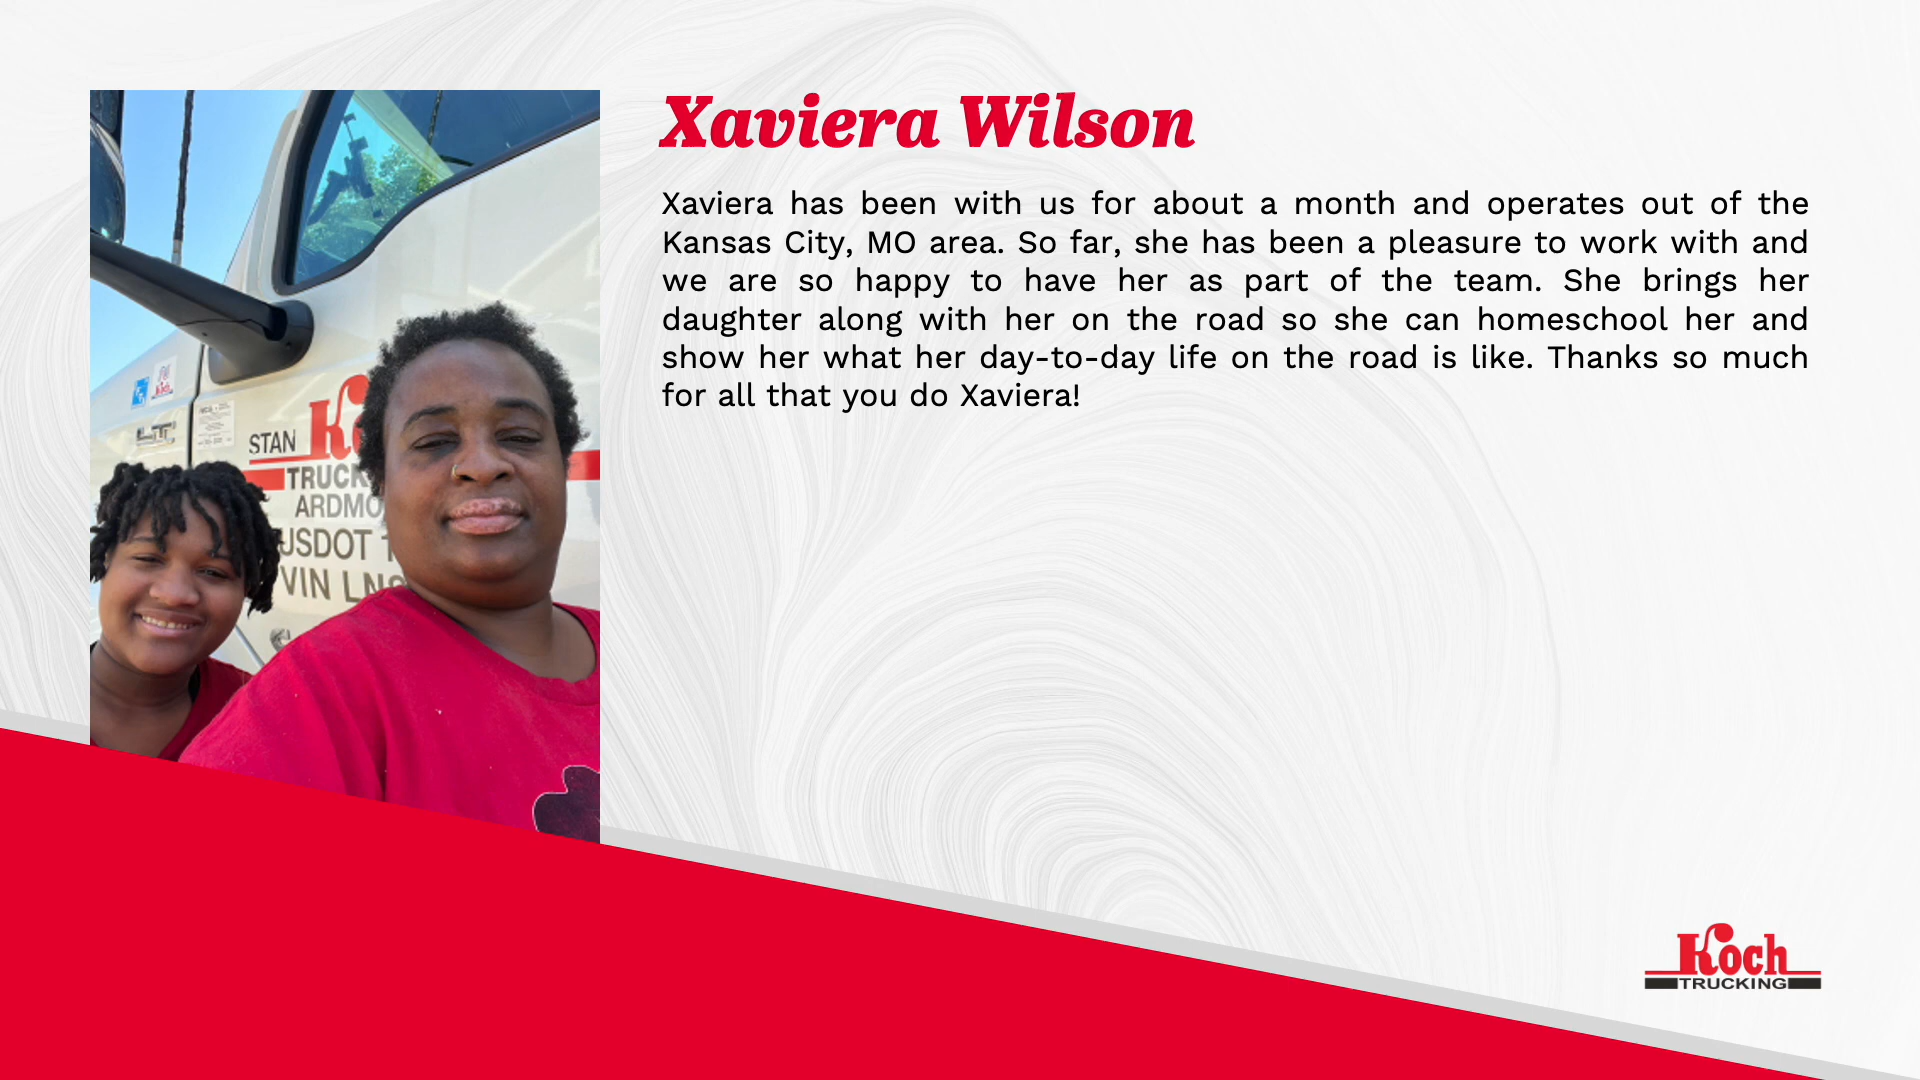 Xaviera Wilson
Xaviera has been with us for about a month and operates out of the
Kansas City, MO area. So far, she has been a pleasure to work with and
we are so happy to have her as part of the team. She brings her
daughter along with her on the road so she can homeschool her and
show her what her day-to-day life on the road is like. Thanks so much
for all that you do Xaviera!
LT
STAN
TRUCK
ARDMO
USDOT 1
VIN LNS
Koch
TRUCKING